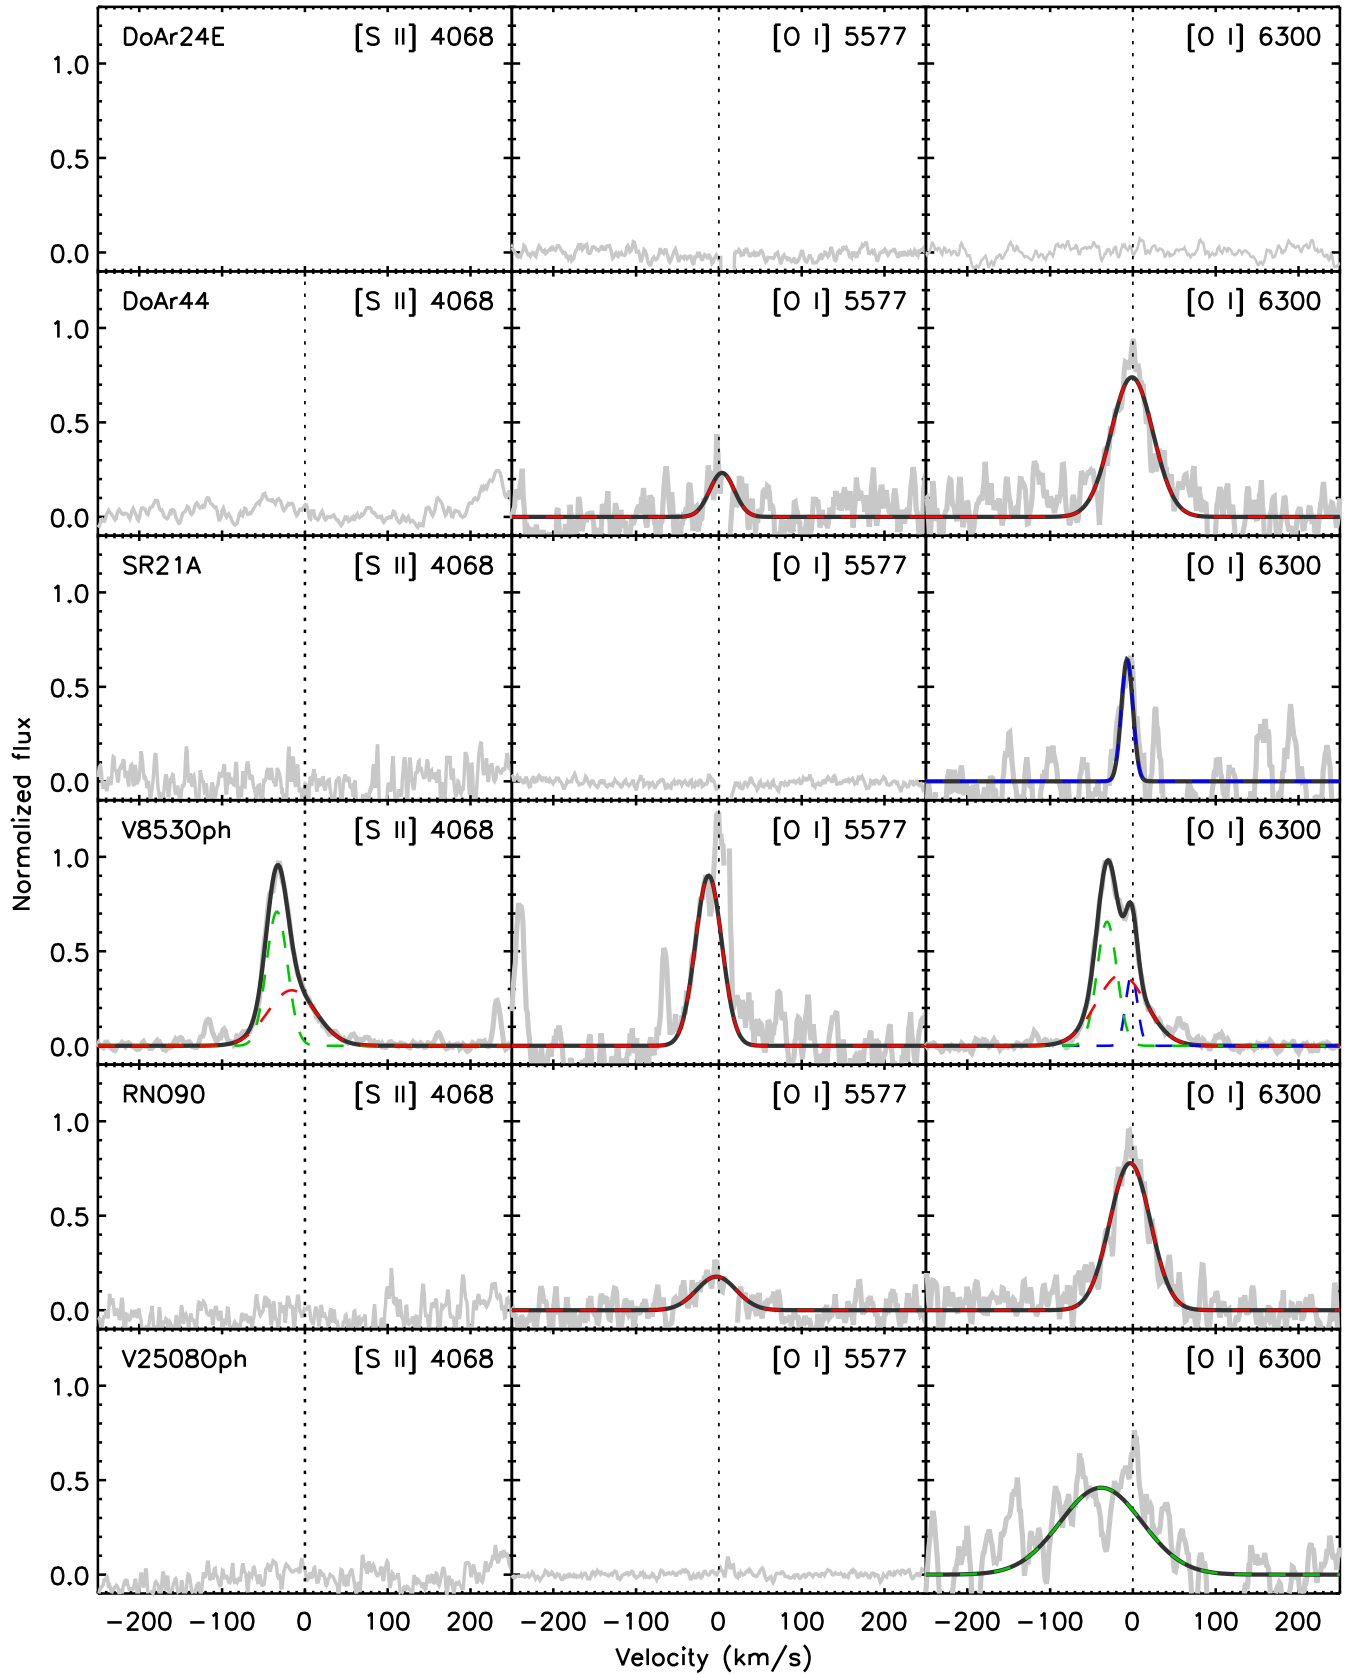 DoAr24E [S II] 4068 [O I] 5577 [O I] 6300
1.0
0.5
0.0
DoAr44 [S II] 4068 [O I] 5577 [O I] 6300
1.0
0.5
0.0
SR21A [S II] 4068 [O I] 5577 [O I] 6300
1.0
0.5
0.0
V853Oph [S II] 4068 [O I] 5577 [O I] 6300
1.0
0.5
0.0
RNO90 [S II] 4068 [O I] 5577 [O I] 6300
1.0
0.5
0.0
V2508Oph [S II] 4068 [O I] 5577 [O I] 6300
1.0
0.5
0.0
Normalized flux
−200 −100 0 100 200 −200 −100 0 100 200 −200 −100 0 100 200
Velocity (km/s)